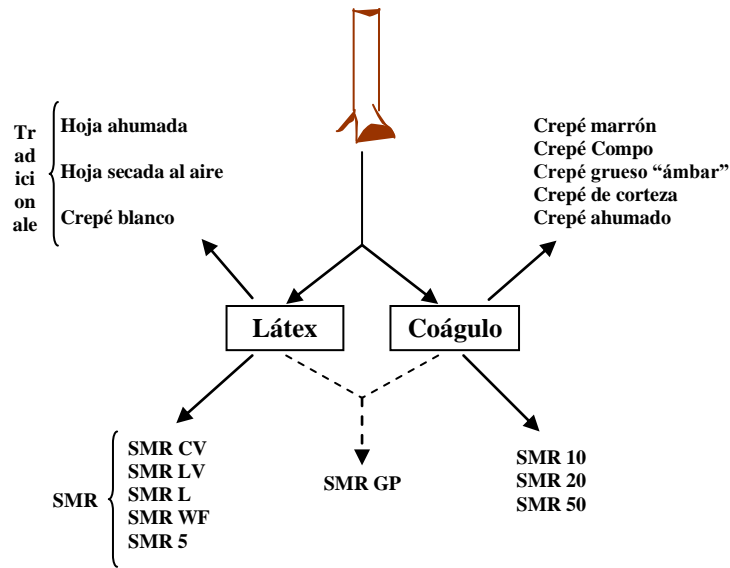 Tr
ad
ici
on
ale
Hoja ahumada
Hoja secada al aire
Crepé blanco
Crepé marrón
Crepé Compo
Crepé grueso “ámbar”
Crepé de corteza
Crepé ahumado
Látex
Coágulo
SMR
SMR CV
SMR LV
SMR L
SMR WF
SMR 5
SMR GP
SMR 10
SMR 20
SMR 50